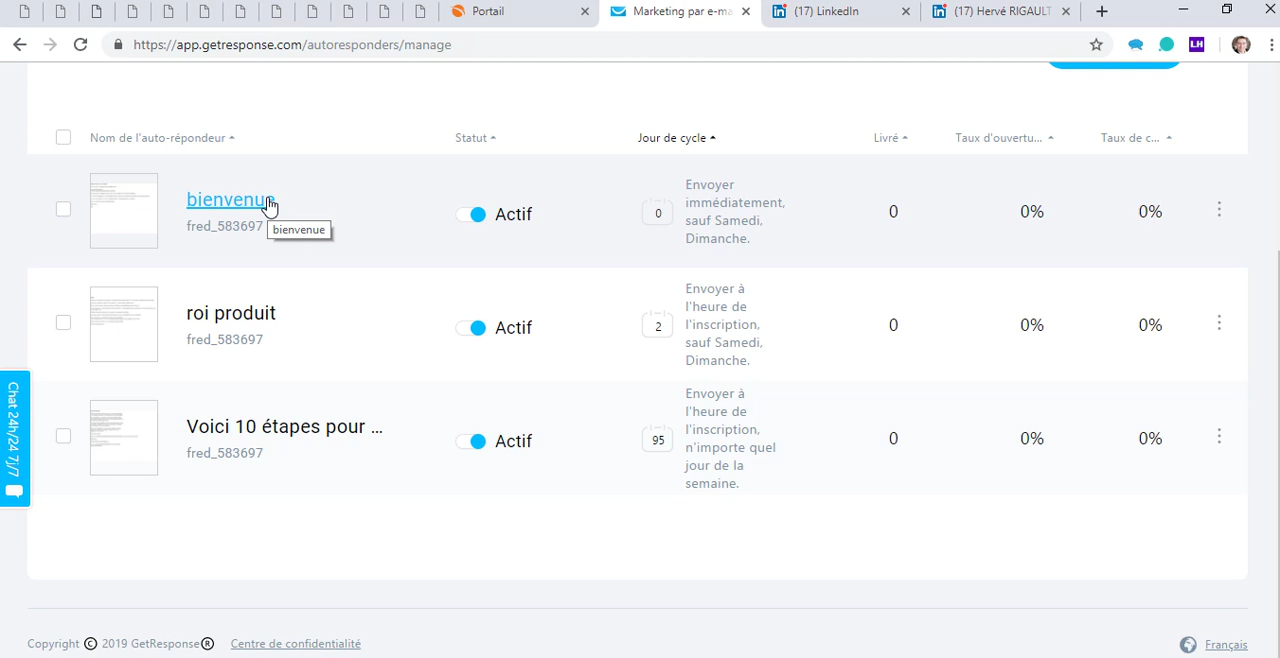 Portail
Marketing par e-ma
(17) LinkedIn
(17) Hervé RIGAULT
https://app.getresponse.com/autoresponders/manage
LH
Nom de l'auto-répondeur
Statut
Jour de cycle
Livré
Taux d'ouvertu...
Taux de c...
bienvenue
fred_583697
bienvenue
Actif
0
Envoyer
immédiatement,
sauf Samedi,
Dimanche.
0
0%
0%
roi produit
fred_583697
Actif
2
Envoyer à
l'heure de
l'inscription,
sauf Samedi,
Dimanche.
0
0%
0%
Voici 10 étapes pour ...
fred_583697
Actif
95
Envoyer à
l'heure de
l'inscription,
n'importe quel
jour de la
semaine.
0
0%
0%
Chat 24h/24 7j/7
Copyright © 2019 GetResponse®
Centre de confidentialité
Français